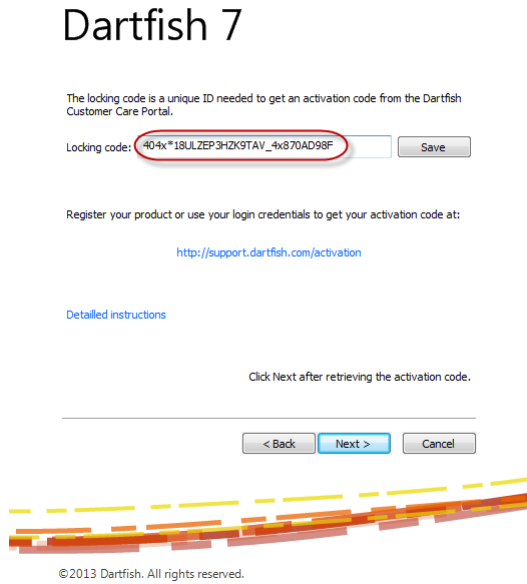 Dartfish 7
The locking code is a unique ID needed to get an activation code from the Dartfish
Customer Care Portal.
Locking code: 404x*18ULZEP3HZK9TAV_4x870AD98F Save
Register your product or use your login credentials to get your activation code at:
http://support.dartfish.com/activation
Detailled instructions
Click Next after retrieving the activation code.
< Back Next > Cancel
©2013 Dartfish. All rights reserved.